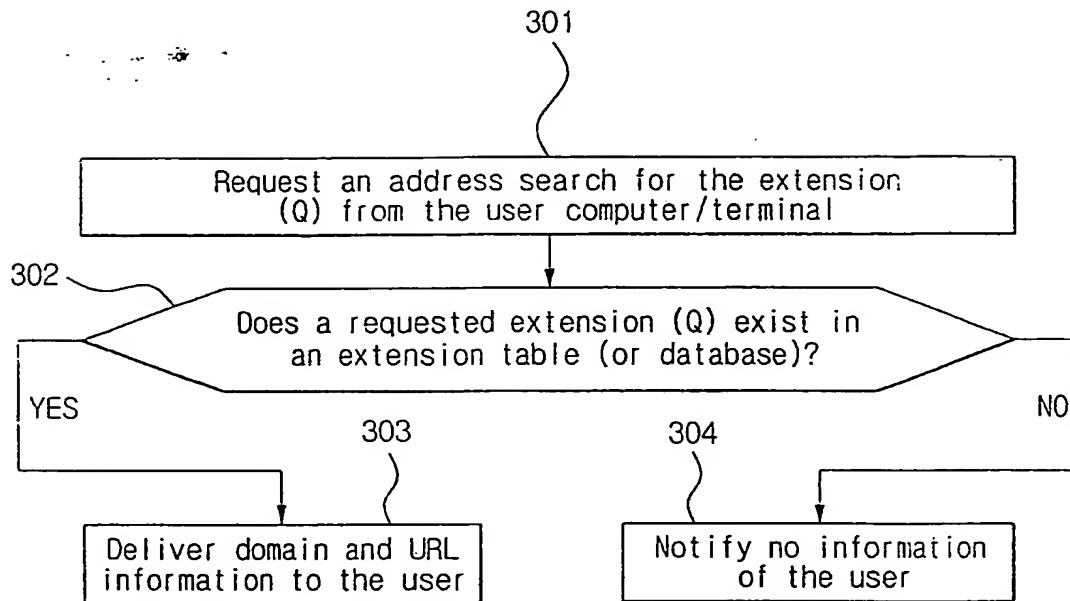 301
Request an address search for the extension
(Q) from the user computer/terminal
302
Does a requested extension (Q) exist in
an extension table (or database)?
YES
NO
303
304
Deliver domain and URL
information to the user
Notify no information
of the user